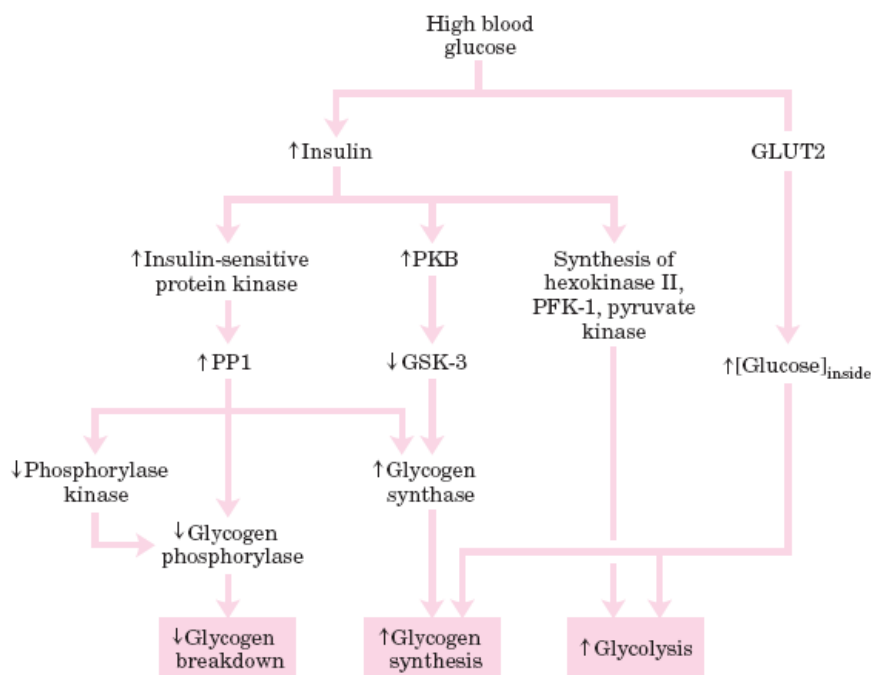 High blood
glucose
↑Insulin
GLUT2
↑Insulin-sensitive
protein kinase
↑PKB
Synthesis of
hexokinase II,
PFK-1, pyruvate
kinase
↑PP1
↓GSK-3
↑[Glucose]inside
↓Phosphorylase
kinase
↑Glycogen
synthase
↓Glycogen
phosphorylase
↓Glycogen
breakdown
↑Glycogen
synthesis
↑Glycolysis